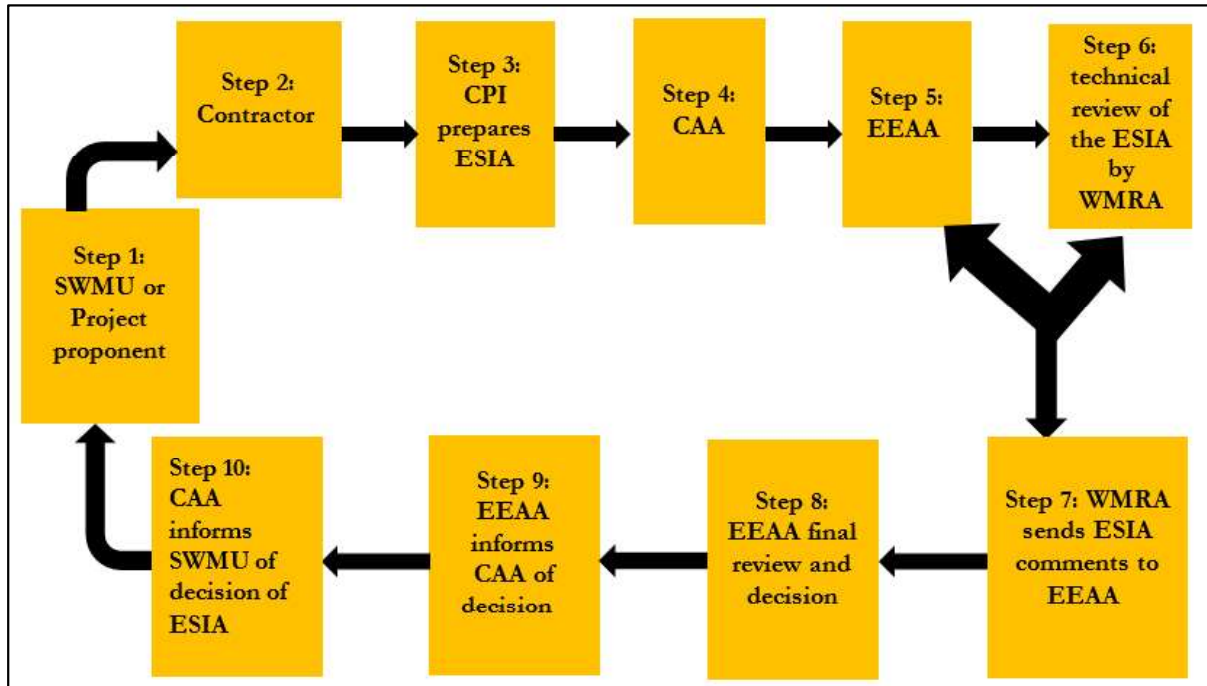 Step 1:
SWMU or
Project
proponent
Step 2:
Contractor
Step 3:
CPI
prepares
ESIA
Step 4:
CAA
Step 5:
EEAA
Step 6:
technical
review of
the ESIA
by
WMRA
Step 7: WMRA
sends ESIA
comments to
EEAA
Step 8:
EEAA final
review and
decision
Step 9:
EEAA
informs
CAA of
decision
Step 10:
CAA
informs
SWMU of
decision of
ESIA